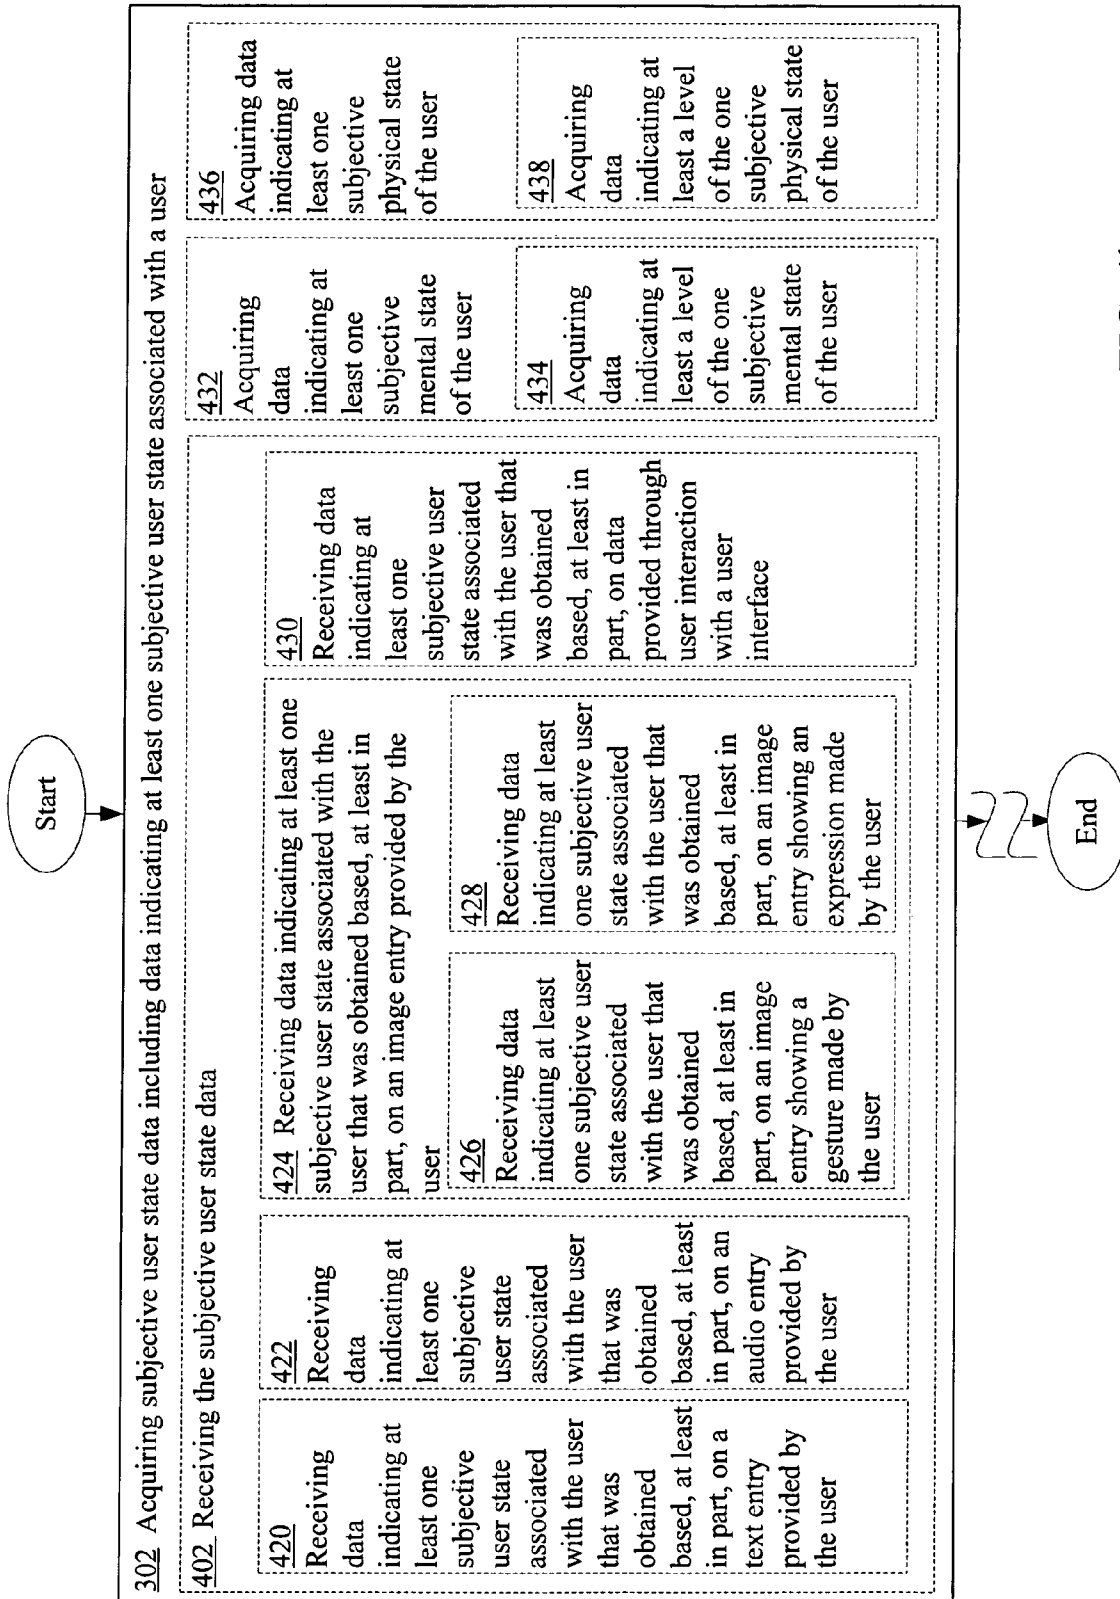 Start
302 Acquiring subjective user state data including data indicating at least one subjective user state associated with a user
402 Receiving the subjective user state data
420
Receiving
data
indicating at
least one
subjective
user state
associated
with the user
that was
obtained
based, at least
in part, on a
text entry
provided by
the user
422
Receiving
data
indicating at
least one
subjective
user state
associated
with the user
that was
obtained
based, at least
in part, on an
audio entry
provided by
the user
424 Receiving data indicating at least one
subjective user state associated with the
user that was obtained based, at least in
part, on an image entry provided by the
user
426
Receiving data
indicating at least
one subjective user
state associated
with the user that
was obtained
based, at least in
part, on an image
entry showing a
gesture made by
the user
428
Receiving data
indicating at least
one subjective user
state associated
with the user that
was obtained
based, at least in
part, on an image
entry showing an
expression made
by the user
430
Receiving data
indicating at
least one
subjective user
state associated
with the user that
was obtained
based, at least in
part, on data
provided through
user interaction
with a user
interface
432
Acquiring
data
indicating at
least one
subjective
mental state
of the user
434
Acquiring
data
indicating at
least a level
of the one
subjective
mental state
of the user
436
Acquiring data
indicating at
least one
subjective
physical state
of the user
438
Acquiring
data
indicating at
least a level
of the one
subjective
physical state
of the user
End